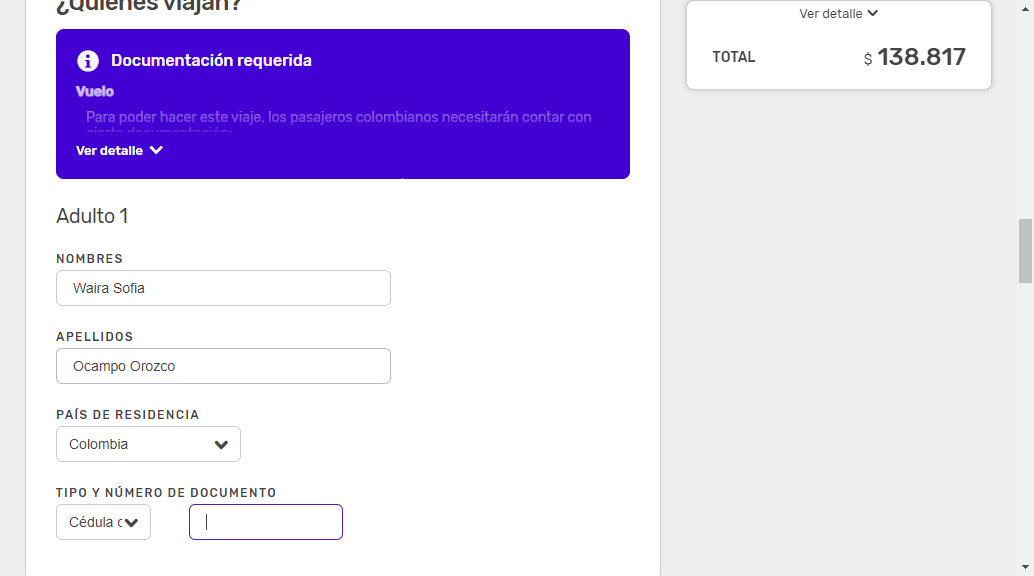 ¿Quiénes viajan?
Documentación requerida
Vuelo
Para poder hacer este viaje, los pasajeros colombianos necesitarán contar con
cierta documentación:
Ver detalle
Adulto 1
NOMBRES
Waira Sofia
APELLIDOS
Ocampo Orozco
PAÍS DE RESIDENCIA
Colombia
TIPO Y NÚMERO DE DOCUMENTO
Cédula c
Ver detalle
TOTAL
$ 138.817